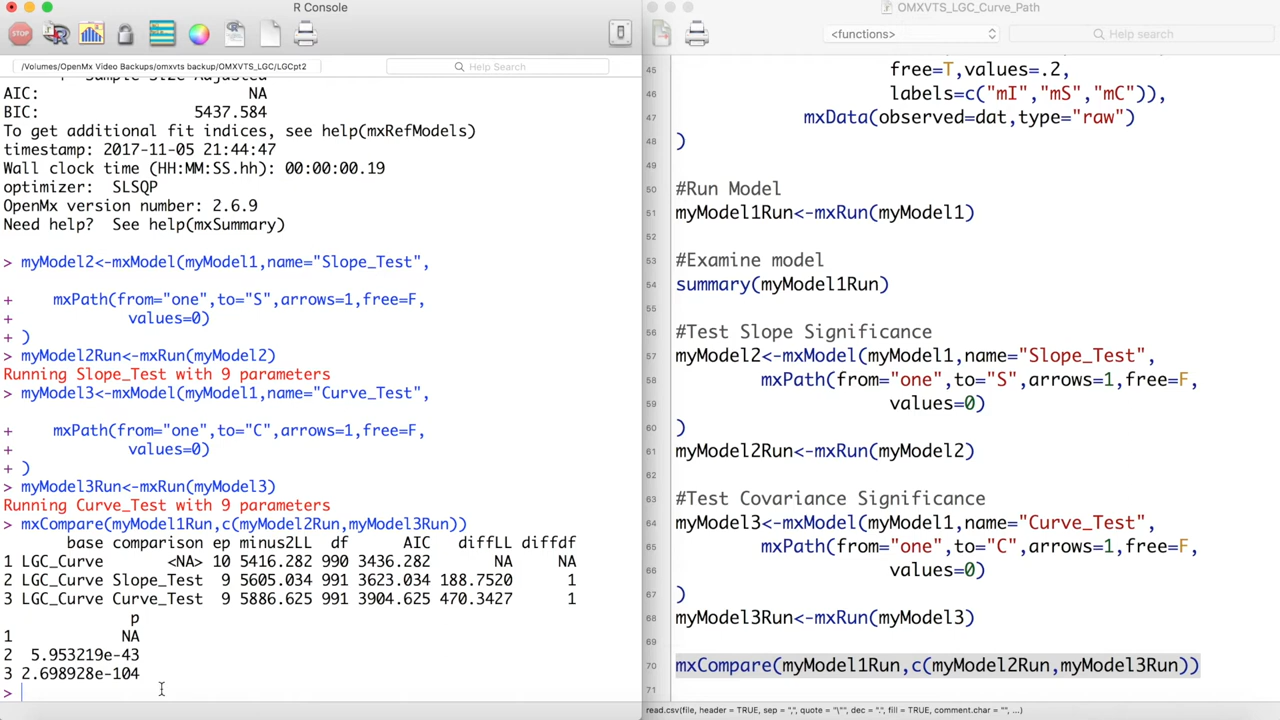 R Console
/Volumes/OpenMx Video Backups/omxvts backup/OMXVTS_LGC/LGCpt2
Help Search
Sample Size Adjusted
AIC: NA
BIC: 5437.584
To get additional fit indices, see help(mxRefModels)
timestamp: 2017-11-05 21:44:47
Wall clock time (HH:MM:SS.hh): 00:00:00.19
optimizer: SLSQP
OpenMx version number: 2.6.9
Need help? See help(mxSummary)
> myModel2<-mxModel(myModel1,name="Slope_Test",
+ mxPath(from="one",to="S",arrows=1,free=F,
+ values=0)
+ )
> myModel2Run<-mxRun(myModel2)
Running Slope_Test with 9 parameters
> myModel3<-mxModel(myModel1,name="Curve_Test",
+ mxPath(from="one",to="C",arrows=1,free=F,
+ values=0)
+ )
> myModel3Run<-mxRun(myModel3)
Running Curve_Test with 9 parameters
> mxCompare(myModel1Run,c(myModel2Run,myModel3Run))
base comparison ep minus2LL df AIC diffLL diffdf
1 LGC_Curve <NA> 10 5416.282 990 3436.282 NA NA
2 LGC_Curve Slope_Test 9 5605.034 991 3623.034 188.7520 1
3 LGC_Curve Curve_Test 9 5886.625 991 3904.625 470.3427 1
p
1 NA
2 5.953219e-43
3 2.698928e-104
>
OMXVTS_LGC_Curve_Path
<functions>
Help search
45 free=T,values=.2,
46 labels=c("mI","mS","mC")),
47 mxData(observed=dat,type="raw")
48 )
49
50 #Run Model
51 myModel1Run<-mxRun(myModel1)
52
53 #Examine model
54 summary(myModel1Run)
55
56 #Test Slope Significance
57 myModel2<-mxModel(myModel1,name="Slope_Test",
58 mxPath(from="one",to="S",arrows=1,free=F,
59 values=0)
60 )
61 myModel2Run<-mxRun(myModel2)
62
63 #Test Covariance Significance
64 myModel3<-mxModel(myModel1,name="Curve_Test",
65 mxPath(from="one",to="C",arrows=1,free=F,
66 values=0)
67 )
68 myModel3Run<-mxRun(myModel3)
69
70 mxCompare(myModel1Run,c(myModel2Run,myModel3Run))
71
read.csv(file, header = TRUE, sep = ",", quote = "\"", dec = ".", fill = TRUE, comment.char = "", ...)